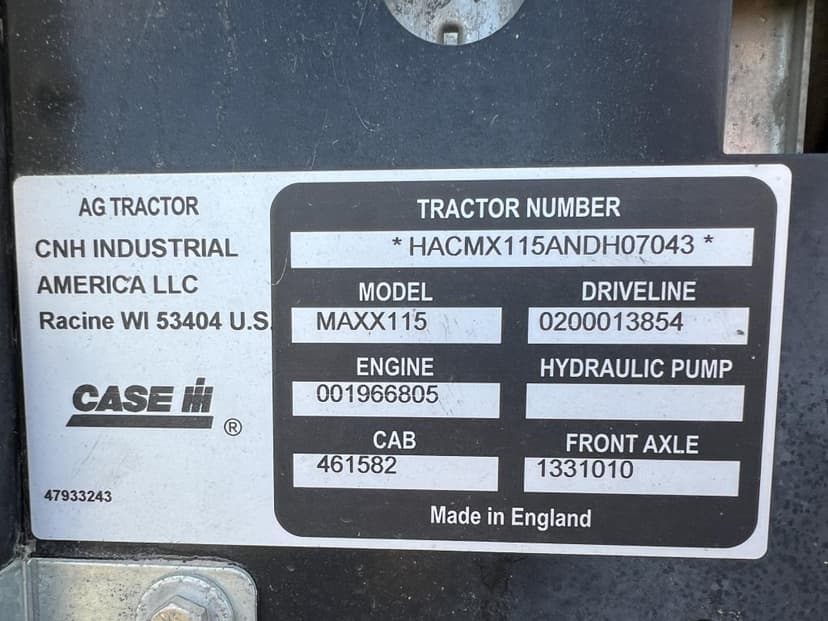 AG TRACTOR
CNH INDUSTRIAL
AMERICA LLC
Racine WI 53404 U.S.
CASE IH
®
47933243
TRACTOR NUMBER
* HACMX115ANDH07043 *
MODEL
MAXX115
DRIVELINE
0200013854
ENGINE
001966805
HYDRAULIC PUMP
CAB
461582
FRONT AXLE
1331010
Made in England